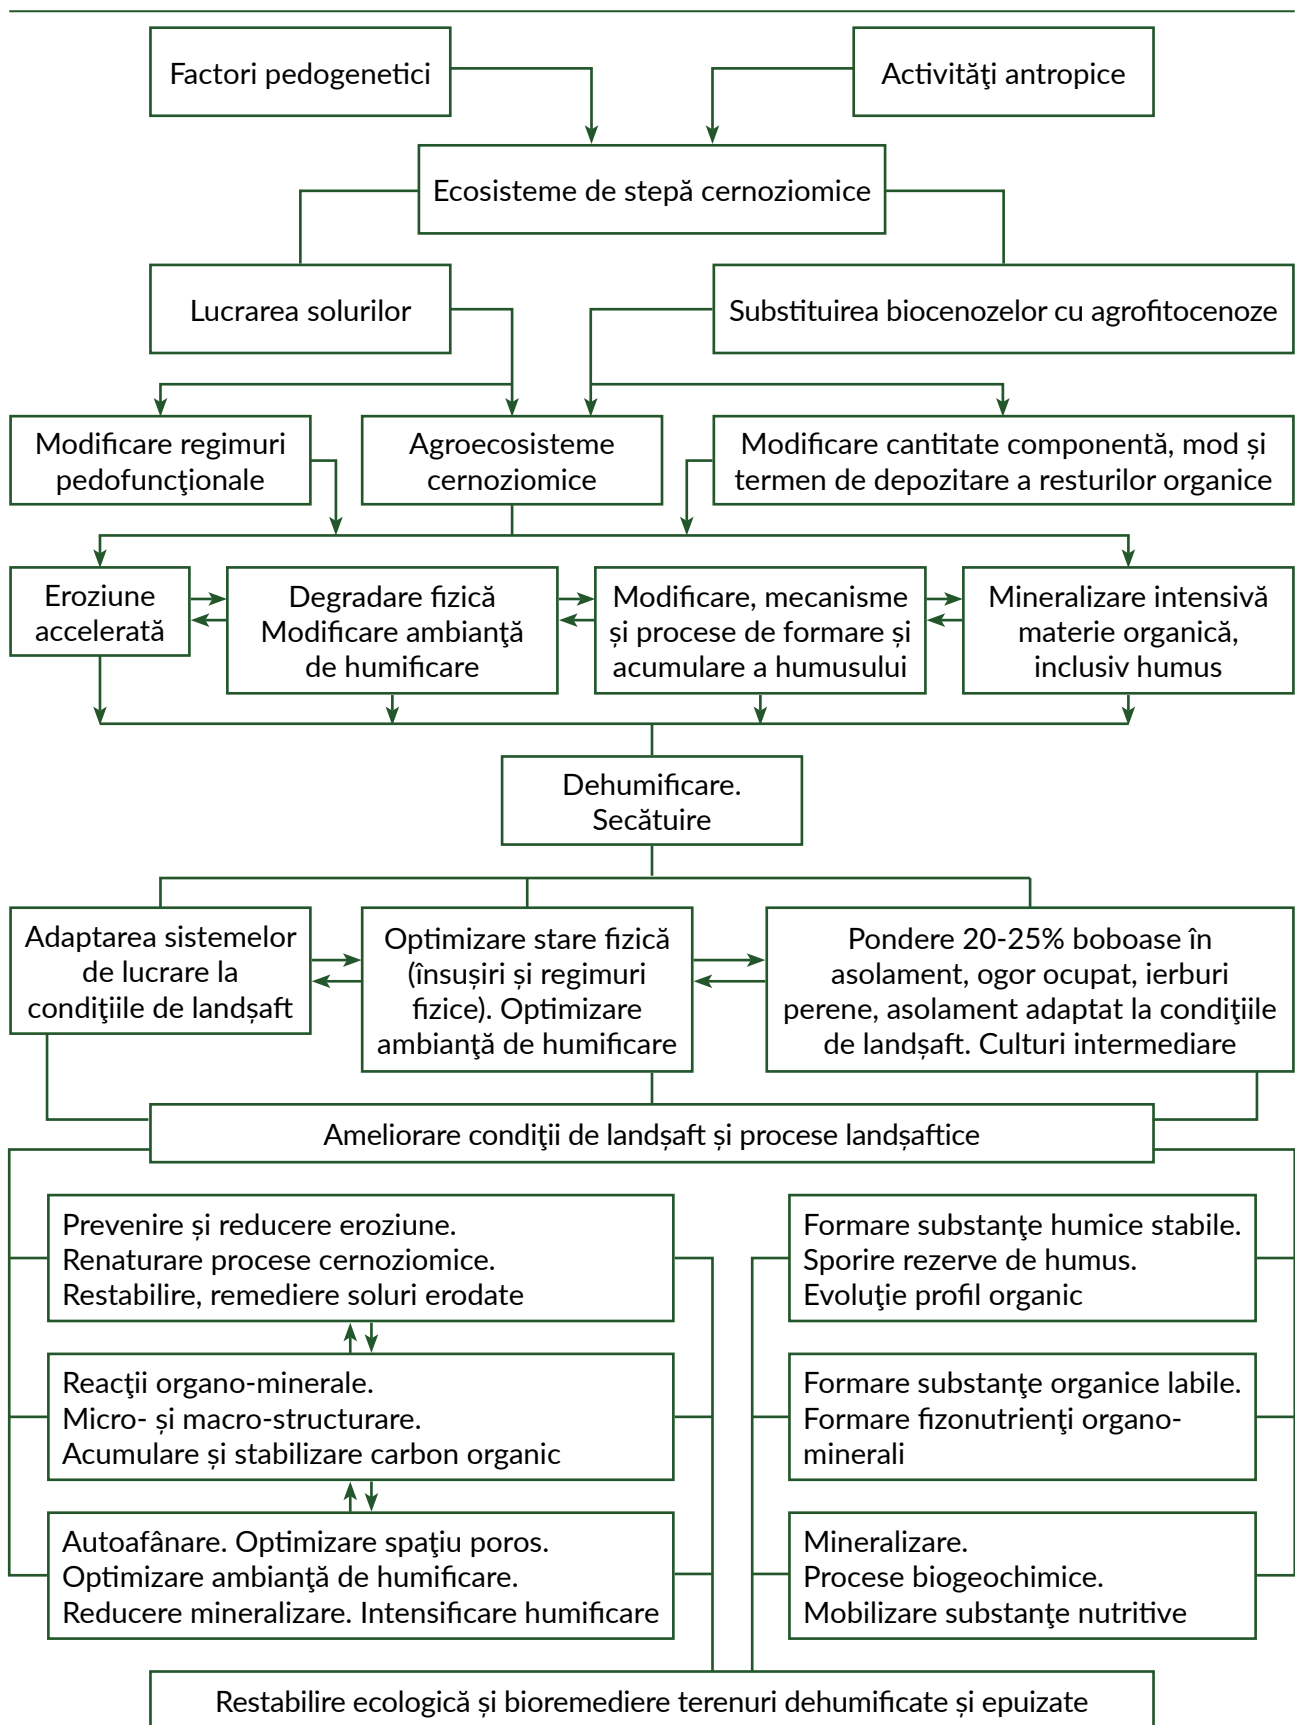 Factori pedogenetici
Activităţi antropice
Ecosisteme de stepă cernoziomice
Lucrarea solurilor
Substituirea biocenozelor cu agrofitocenoze
Modificare regimuri
pedofuncţionale
Agroecosisteme
cernoziomice
Modificare cantitate componentă, mod și
termen de depozitare a resturilor organice
Eroziune
accelerată
Degradare fizică
Modificare ambianţă
de humificare
Modificare, mecanisme
și procese de formare și
acumulare a humusului
Mineralizare intensivă
materie organică,
inclusiv humus
Dehumificare.
Secătuire
Adaptarea sistemelor
de lucrare la
condiţiile de landșaft
Optimizare stare fizică
(însușiri și regimuri
fizice). Optimizare
ambianţă de humificare
Pondere 20-25% boboase în
asolament, ogor ocupat, ierburi
perene, asolament adaptat la condiţiile
de landșaft. Culturi intermediare
Ameliorare condiţii de landșaft și procese landșaftice
Prevenire și reducere eroziune.
Renaturare procese cernoziomice.
Restabilire, remediere soluri erodate
Formare substanţe humice stabile.
Sporire rezerve de humus.
Evoluţie profil organic
Reacţii organo-minerale.
Micro- și macro-structurare.
Acumulare și stabilizare carbon organic
Formare substanţe organice labile.
Formare fizonutrienţi organo-
minerali
Autoafânare. Optimizare spaţiu poros.
Optimizare ambianţă de humificare.
Reducere mineralizare. Intensificare humificare
Mineralizare.
Procese biogeochimice.
Mobilizare substanţe nutritive
Restabilire ecologică și bioremediere terenuri dehumificate și epuizate